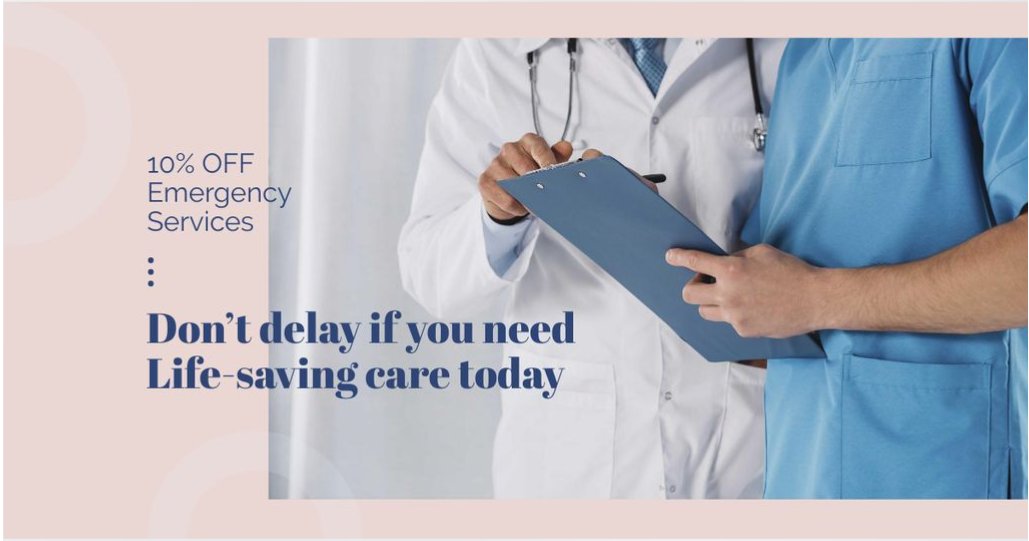 10% OFF
Emergency
Services
Don't delay if you need
Life-saving care today